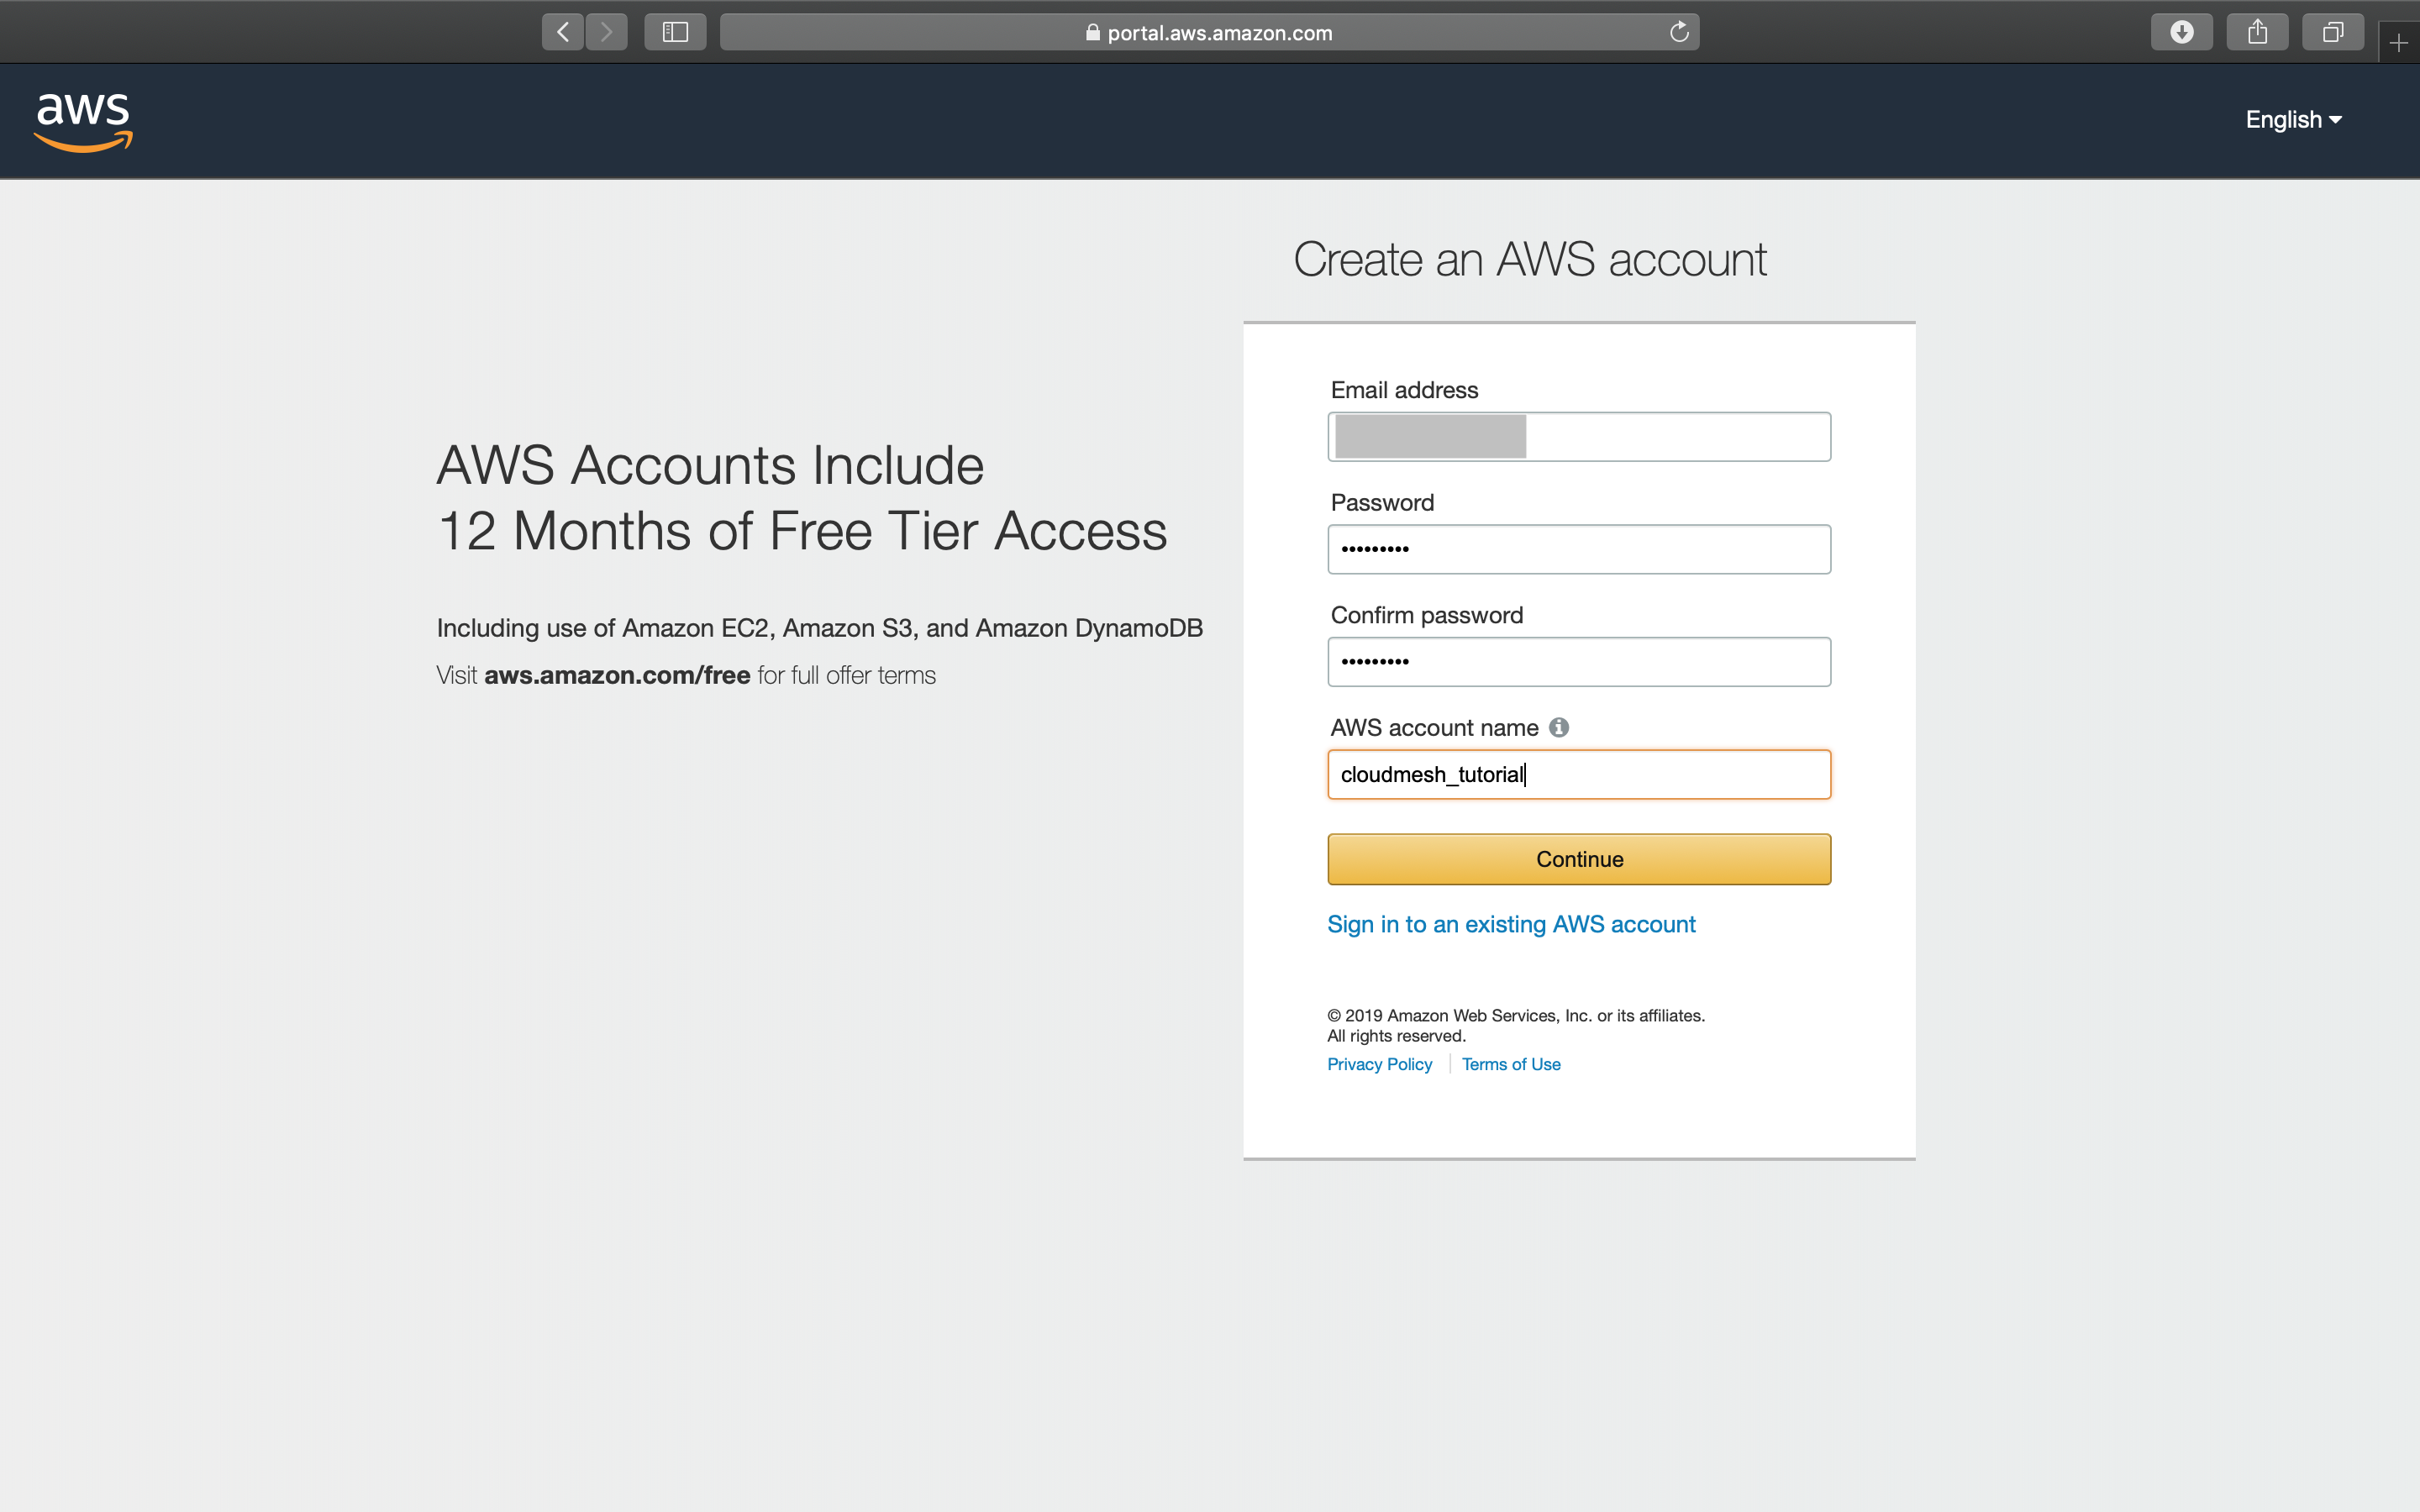 portal.aws.amazon.com
aws
English
Create an AWS account
AWS Accounts Include
12 Months of Free Tier Access
Including use of Amazon EC2, Amazon S3, and Amazon DynamoDB
Visit aws.amazon.com/free for full offer terms
Email address
Password
•••••••••
Confirm password
•••••••••
AWS account name
cloudmesh_tutorial
Continue
Sign in to an existing AWS account
© 2019 Amazon Web Services, Inc. or its affiliates.
All rights reserved.
Privacy Policy | Terms of Use